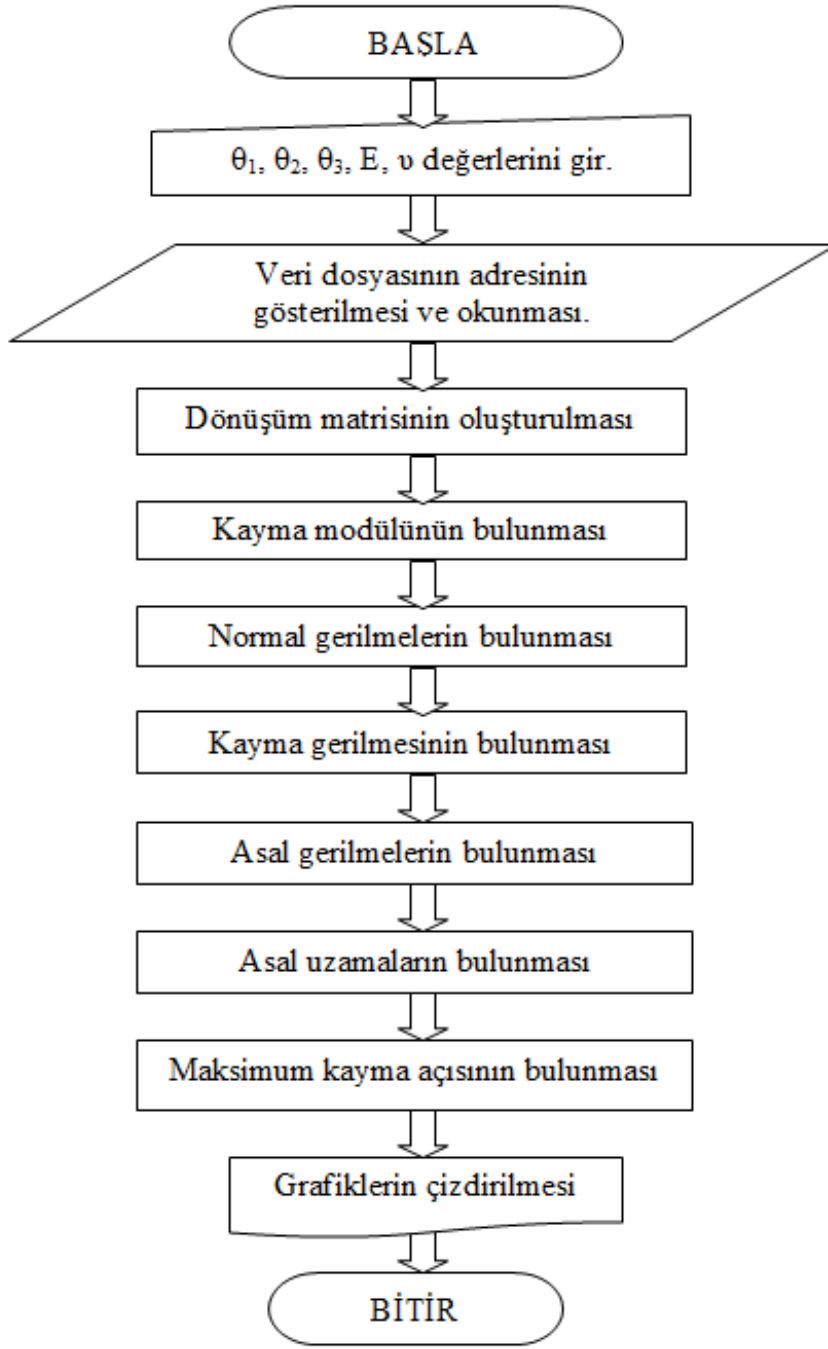 BAŞLA
θ₁, θ₂, θ₃, E, υ değerlerini gir.
Veri dosyasının adresinin
gösterilmesi ve okunması.
Dönüşüm matrisinin oluşturulması
Kayma modülünün bulunması
Normal gerilmelerin bulunması
Kayma gerilmesinin bulunması
Asal gerilmelerin bulunması
Asal uzamaların bulunması
Maksimum kayma açısının bulunması
Grafiklerin çizdirilmesi
BİTİR